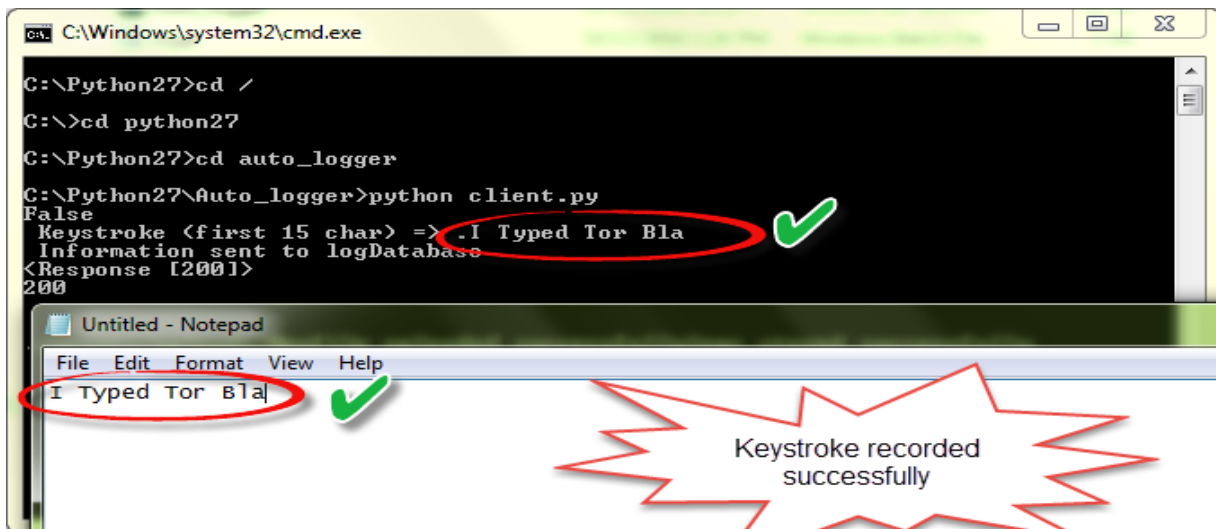 C:\Windows\system32\cmd.exe
C:\Python27>cd /
C:\>cd python27
C:\Python27>cd auto_logger
C:\Python27\Auto_logger>python client.py
False
Keystroke (first 15 char) => .I Typed Tor Bla
Information sent to logDatabase
<Response [200]>
200
Untitled - Notepad
File Edit Format View Help
I Typed Tor Bla
Keystroke recorded
successfully